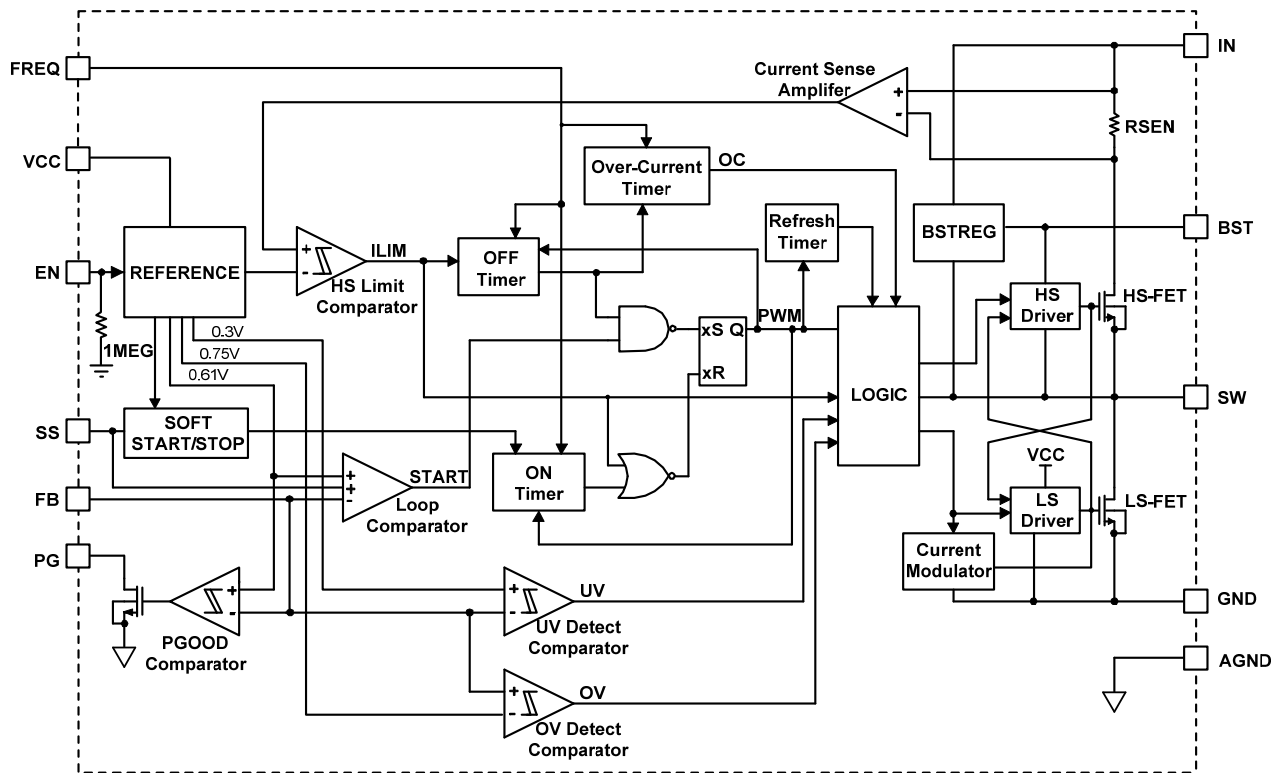 FREQ
IN
Current Sense
Amplifer
+
-
RSEN
VCC
Over-Current
Timer
OC
Refresh
Timer
BSTREG
BST
EN
REFERENCE
+
-
ILIM
HS Limit
Comparator
OFF
Timer
HS
Driver
HS-FET
1MEG
0.3V
0.75V
0.61V
xS Q
xR
PWM
LOGIC
SW
SS
SOFT
START/STOP
START
+
+
-
Loop
Comparator
ON
Timer
VCC
LS
Driver
LS-FET
FB
PG
Current
Modulator
+
-
PGOOD
Comparator
+
-
UV
UV Detect
Comparator
GND
AGND
+
-
OV
OV Detect
Comparator